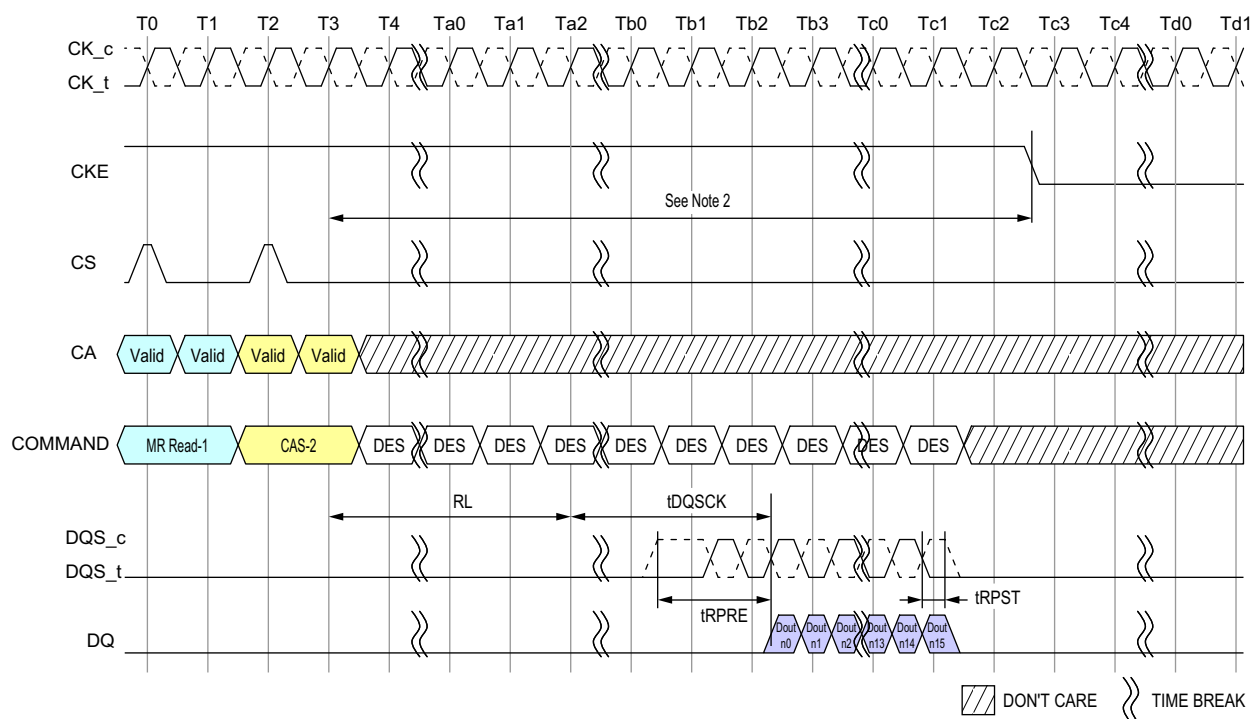 T0 T1 T2 T3 T4 Ta0 Ta1 Ta2 Tb0 Tb1 Tb2 Tb3 Tc0 Tc1 Tc2 Tc3 Tc4 Td0 Td1
CK_c
CK_t
CKE
See Note 2
CS
CA Valid Valid Valid Valid
COMMAND MR Read-1 CAS-2 DES DES DES DES DES DES DES DES DES DES
RL tDQSCK
DQS_c
DQS_t
tRPRE tRPST
DQ
Dout n0
Dout n1
Dout n2
Dout n13
Dout n14
Dout n15
DON'T CARE TIME BREAK